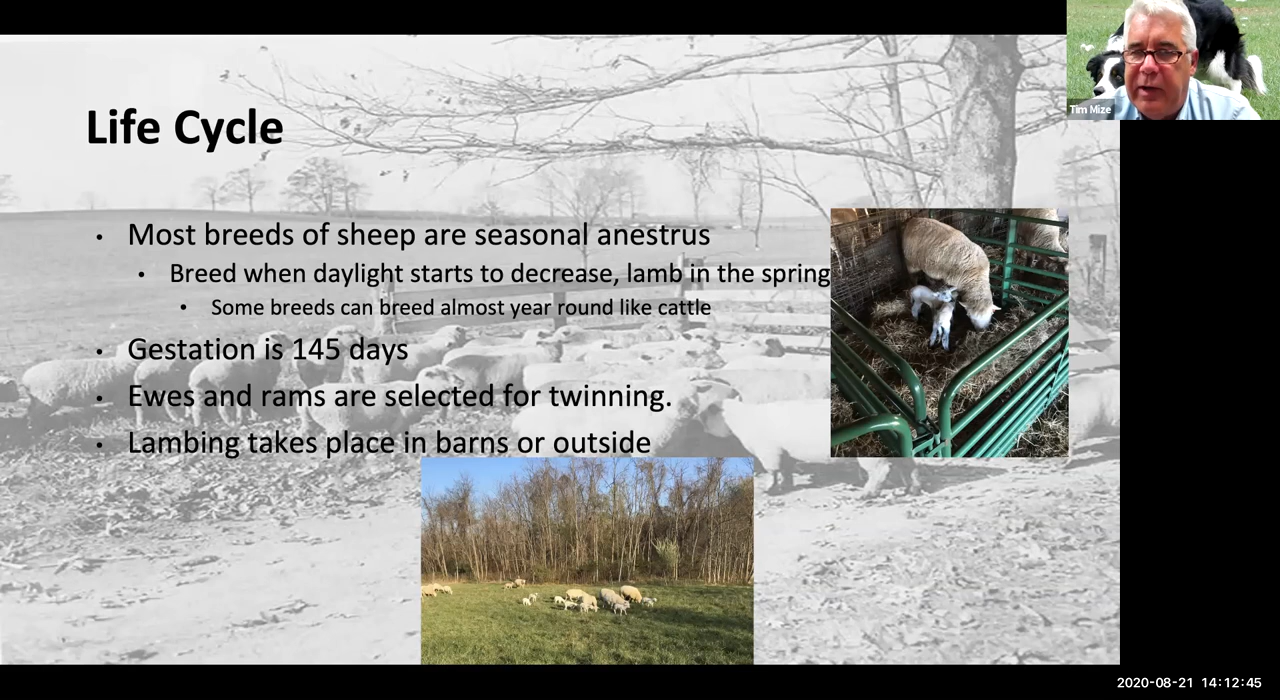 Tim Mize
Life Cycle
• Most breeds of sheep are seasonal anestrus
• Breed when daylight starts to decrease, lamb in the spring
• Some breeds can breed almost year round like cattle
• Gestation is 145 days
• Ewes and rams are selected for twinning.
• Lambing takes place in barns or outside
2020-08-21 14:12:45